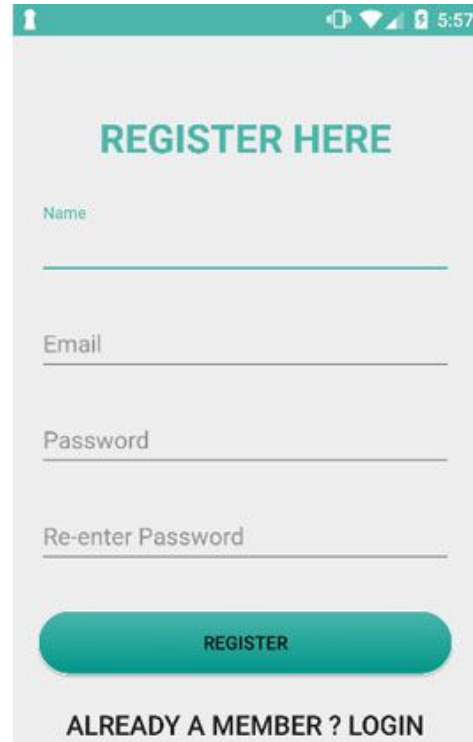 5:57
REGISTER HERE
Name
Email
Password
Re-enter Password
REGISTER
ALREADY A MEMBER ? LOGIN